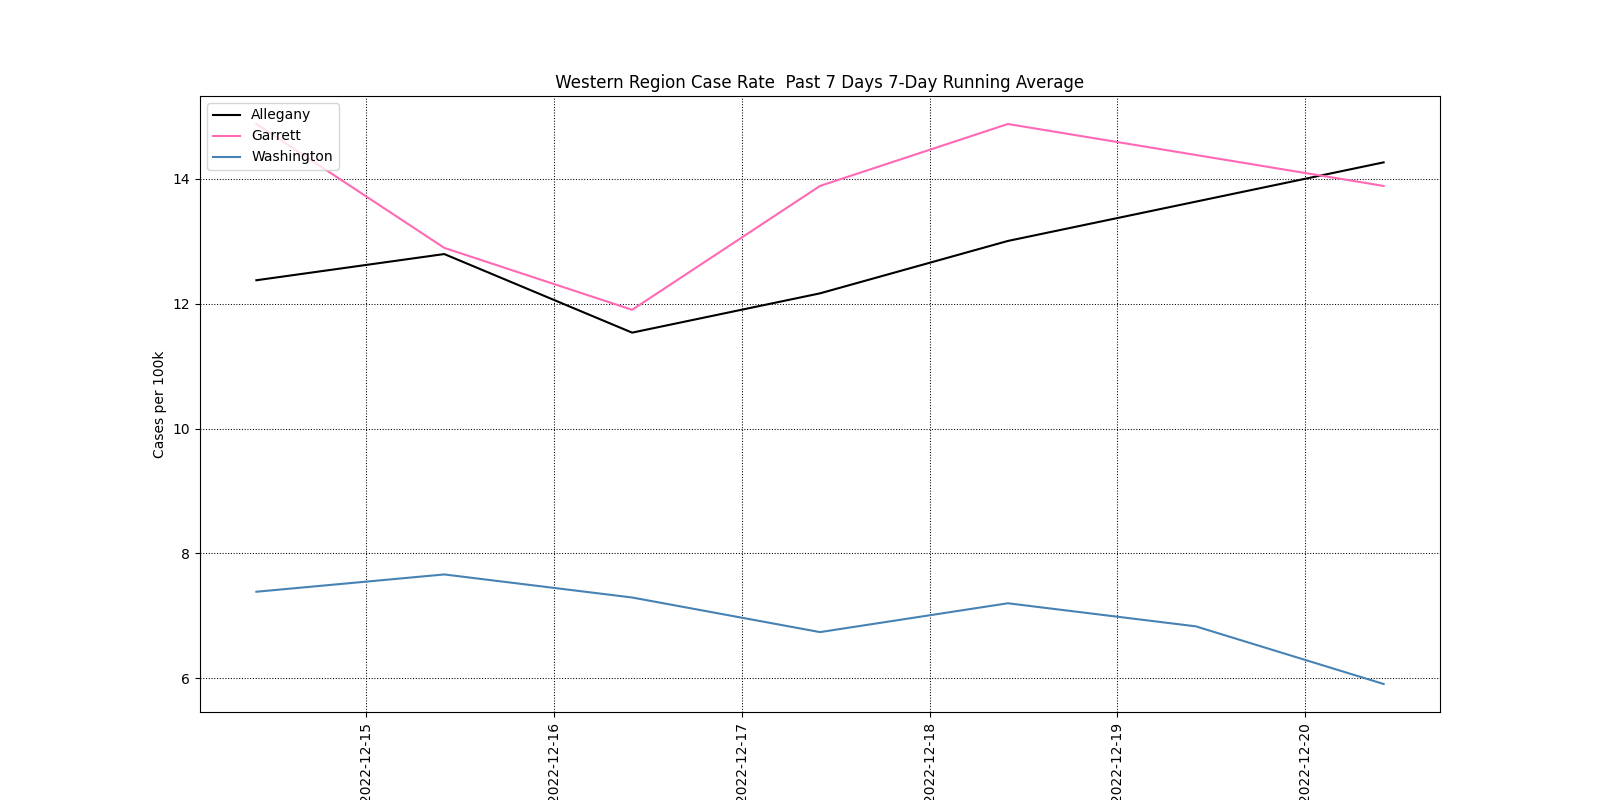 Western Region Case Rate  Past 7 Days 7-Day Running Average
Allegany
Garrett
Washington
14
12
10
8
6
Cases per 100k
2022-12-15
2022-12-16
2022-12-17
2022-12-18
2022-12-19
2022-12-20